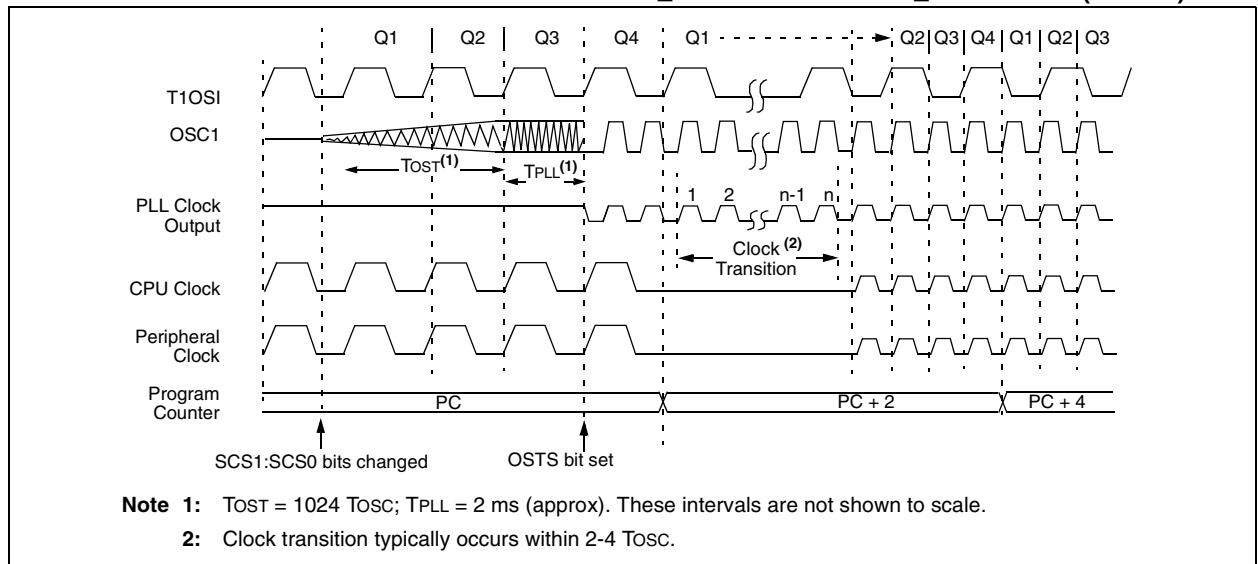 Q1 Q2 Q3 Q4 Q1 Q2 Q3 Q4 Q1 Q2 Q3
T1OSI
OSC1
TOST(1)
TPLL(1)
1 2 n-1 n
PLL Clock
Output
Clock (2)
Transition
CPU Clock
Peripheral
Clock
Program
Counter
PC PC + 2 PC + 4
SCS1:SCS0 bits changed OSTS bit set
Note 1: TOST = 1024 TOSC; TPLL = 2 ms (approx). These intervals are not shown to scale.
2: Clock transition typically occurs within 2-4 TOSC.